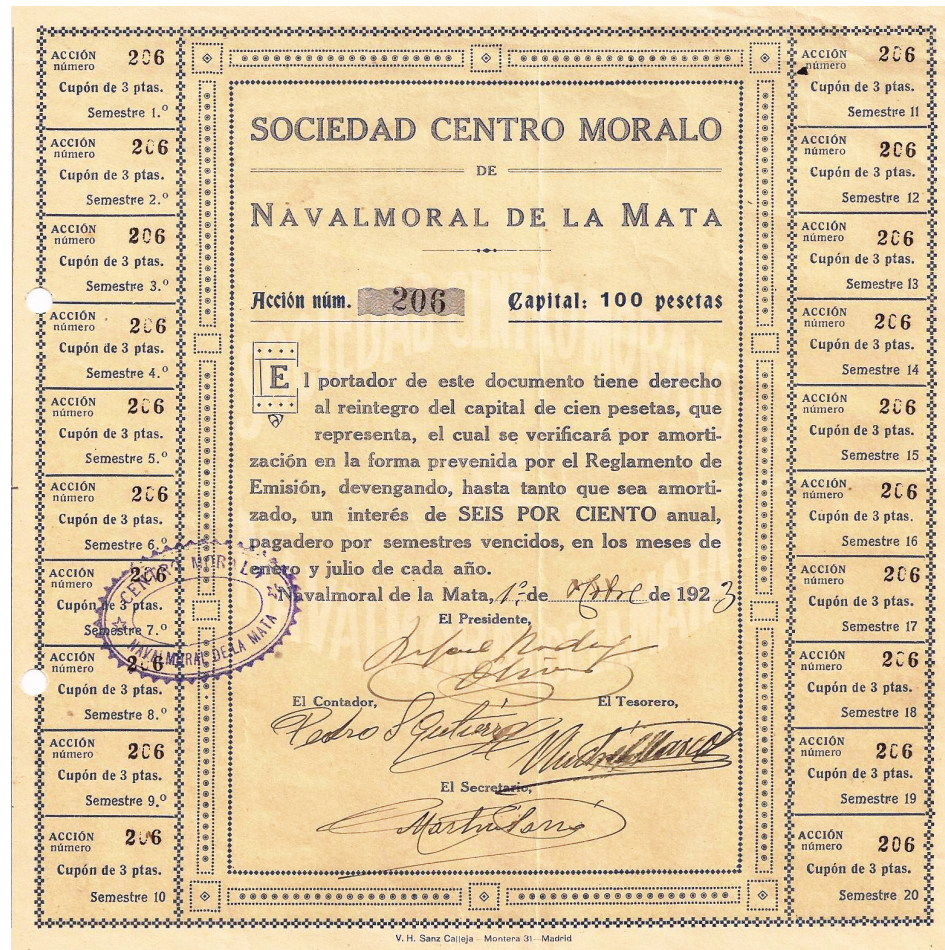 ACCIÓN número 206
Cupón de 3 ptas.
Semestre 1.º
ACCIÓN número 206
Cupón de 3 ptas.
Semestre 2.º
ACCIÓN número 206
Cupón de 3 ptas.
Semestre 3.º
ACCIÓN número 206
Cupón de 3 ptas.
Semestre 4.º
ACCIÓN número 206
Cupón de 3 ptas.
Semestre 5.º
ACCIÓN número 206
Cupón de 3 ptas.
Semestre 6.º
ACCIÓN número 206
Cupón de 3 ptas.
Semestre 7.º
ACCIÓN número 206
Cupón de 3 ptas.
Semestre 8.º
ACCIÓN número 206
Cupón de 3 ptas.
Semestre 9.º
ACCIÓN número 206
Cupón de 3 ptas.
Semestre 10
SOCIEDAD CENTRO MORALO
DE
NAVALMORAL DE LA MATA
Acción núm. 206 Capital: 100 pesetas
El portador de este documento tiene derecho
al reintegro del capital de cien pesetas, que
representa, el cual se verificará por amorti-
zación en la forma prevenida por el Reglamento de
Emisión, devengando, hasta tanto que sea amorti-
zado, un interés de SEIS POR CIENTO anual,
pagadero por semestres vencidos, en los meses de
enero y julio de cada año.
Navalmoral de la Mata, 1º de de 1923
El Presidente,
El Contador, El Tesorero,
Pedro S Gutiérrez
El Secretario,
CENTRO MORALO
NAVALMORAL DE LA MATA
ACCIÓN número 206
Cupón de 3 ptas.
Semestre 11
ACCIÓN número 206
Cupón de 3 ptas.
Semestre 12
ACCIÓN número 206
Cupón de 3 ptas.
Semestre 13
ACCIÓN número 206
Cupón de 3 ptas.
Semestre 14
ACCIÓN número 206
Cupón de 3 ptas.
Semestre 15
ACCIÓN número 206
Cupón de 3 ptas.
Semestre 16
ACCIÓN número 206
Cupón de 3 ptas.
Semestre 17
ACCIÓN número 206
Cupón de 3 ptas.
Semestre 18
ACCIÓN número 206
Cupón de 3 ptas.
Semestre 19
ACCIÓN número 206
Cupón de 3 ptas.
Semestre 20
V. H. Sanz Calleja - Montera 31 - Madrid